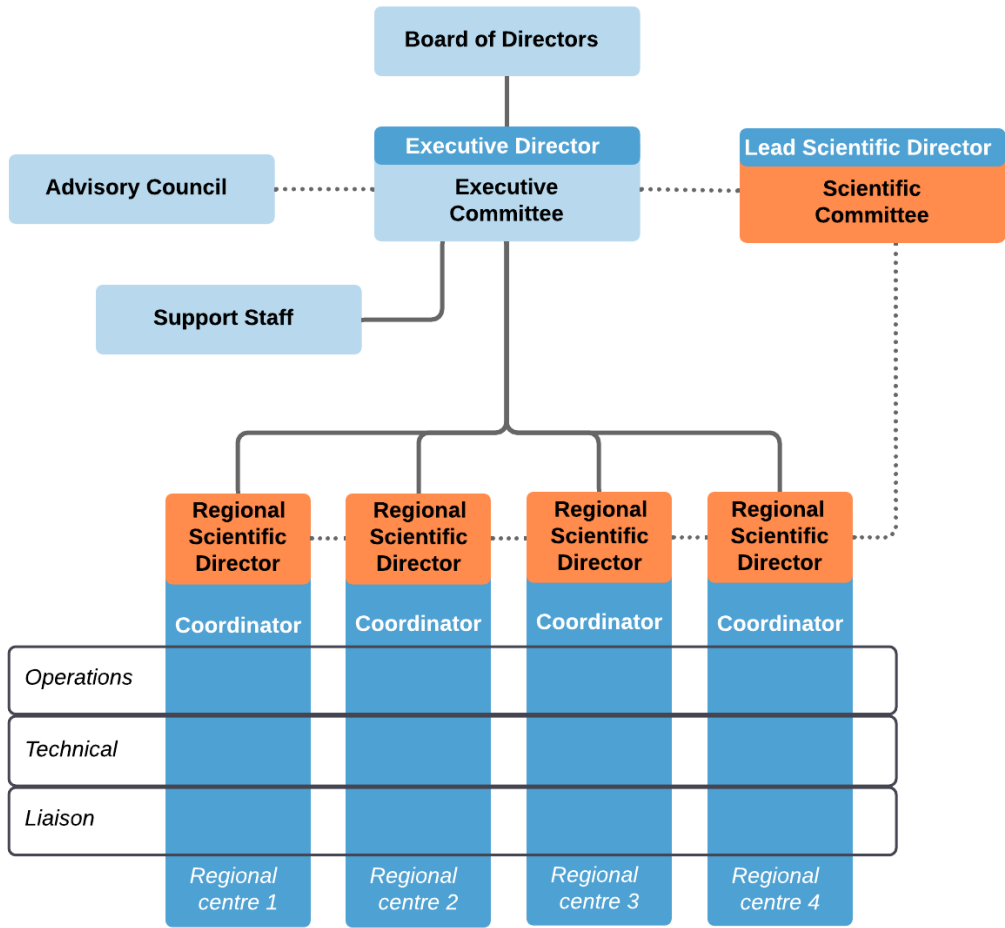 Board of Directors
Executive Director
Executive
Committee
Lead Scientific Director
Scientific
Committee
Advisory Council
Support Staff
Regional
Scientific
Director
Regional
Scientific
Director
Regional
Scientific
Director
Regional
Scientific
Director
Coordinator
Coordinator
Coordinator
Coordinator
Operations
Technical
Liaison
Regional
centre 1
Regional
centre 2
Regional
centre 3
Regional
centre 4